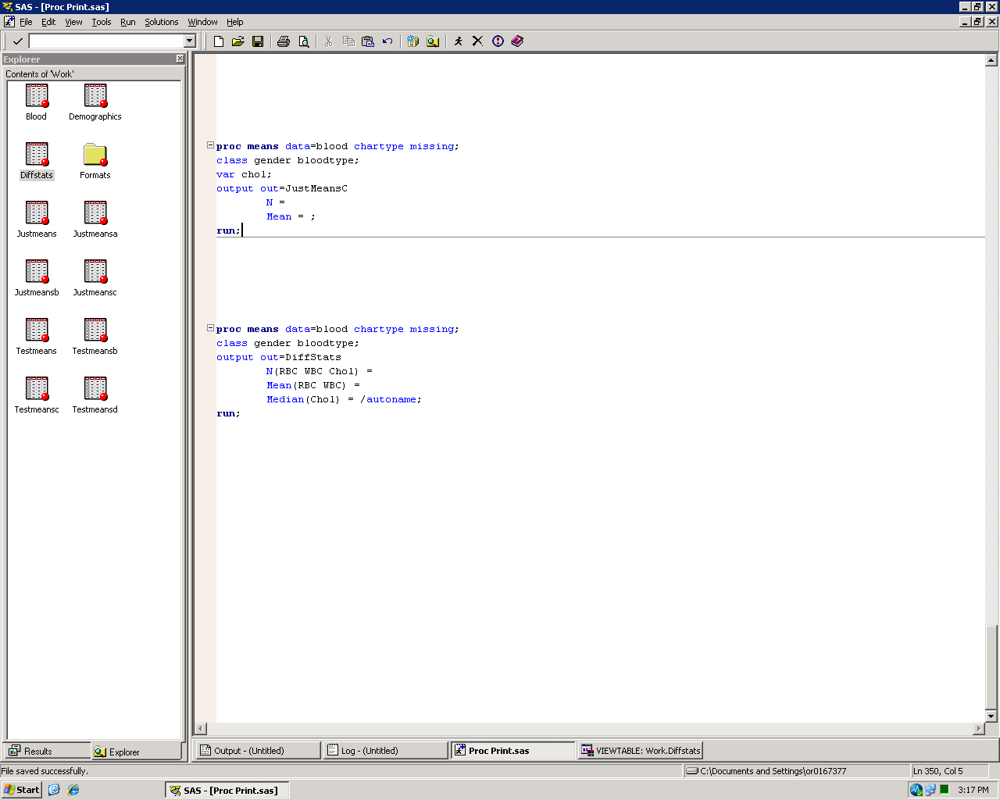 SAS - [Proc Print.sas]
File Edit View Tools Run Solutions Window Help
Explorer
Contents of 'Work'
Blood Demographics
Diffstats Formats
Justmeans Justmeansa
Justmeansb Justmeansc
Testmeans Testmeansb
Testmeansc Testmeansd
proc means data=blood chartype missing;
class gender bloodtype;
var chol;
output out=JustMeansC
N =
Mean = ;
run;
proc means data=blood chartype missing;
class gender bloodtype;
output out=DiffStats
N(RBC WBC Chol) =
Mean(RBC WBC) =
Median(Chol) = /autoname;
run;
Results Explorer
Output - (Untitled) Log - (Untitled) Proc Print.sas VIEWTABLE: Work.Diffstats
File saved successfully. C:\Documents and Settings\or0167377 Ln 350, Col 5
Start SAS - [Proc Print.sas] 3:17 PM